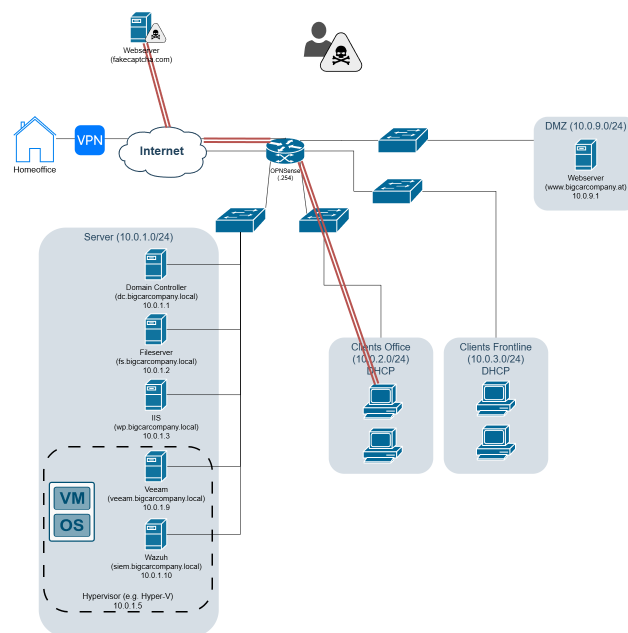 Webserver
(fakecaptcha.com)
Homeoffice
VPN
Internet
OPNSense
(.254)
DMZ (10.0.9.0/24)
Webserver
(www.bigcarcompany.at)
10.0.9.1
Server (10.0.1.0/24)
Domain Controller
(dc.bigcarcompany.local)
10.0.1.1
Fileserver
(fs.bigcarcompany.local)
10.0.1.2
IIS
(wp.bigcarcompany.local)
10.0.1.3
VM
OS
Veeam
(veeam.bigcarcompany.local)
10.0.1.9
Wazuh
(siem.bigcarcompany.local)
10.0.1.10
Hypervisor (e.g. Hyper-V)
10.0.1.5
Clients Office
(10.0.2.0/24)
DHCP
Clients Frontline
(10.0.3.0/24)
DHCP